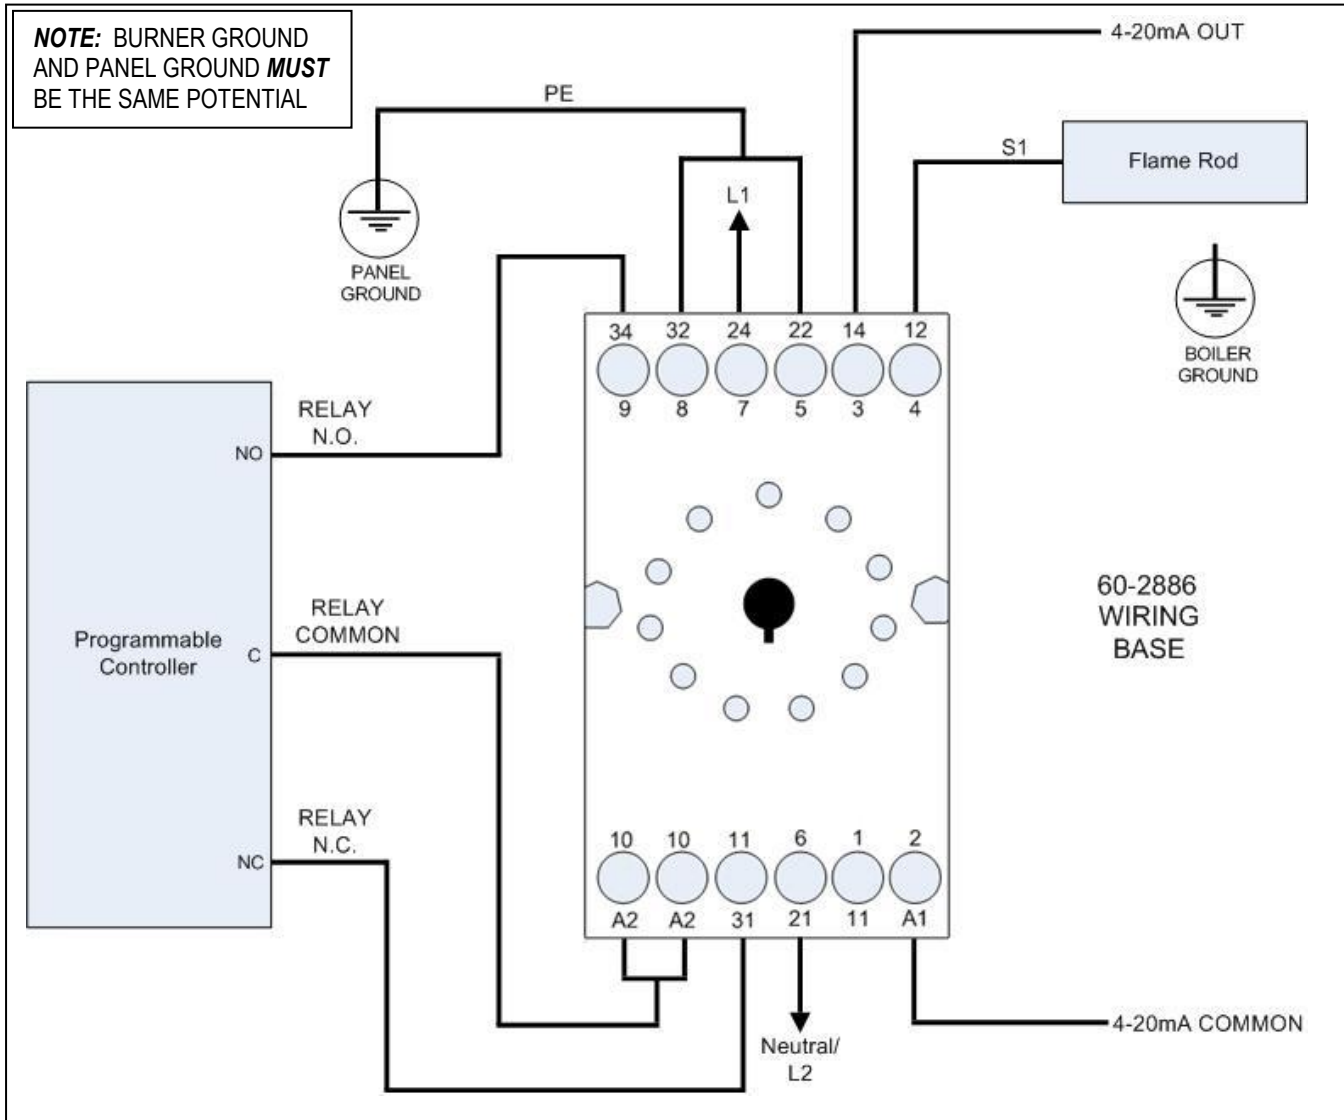 NOTE: BURNER GROUND
AND PANEL GROUND MUST
BE THE SAME POTENTIAL
4-20mA OUT
PE
S1
Flame Rod
L1
PANEL
GROUND
BOILER
GROUND
34 32 24 22 14 12
9 8 7 5 3 4
RELAY
N.O.
NO
60-2886
WIRING
BASE
RELAY
COMMON
Programmable
Controller
C
RELAY
N.C.
NC
10 10 11 6 1 2
A2 A2 31 21 11 A1
Neutral/
L2
4-20mA COMMON